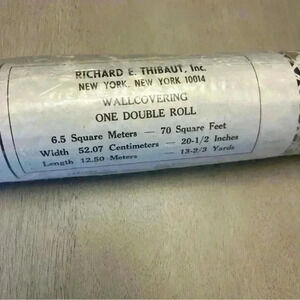 RICHARD E. THIBAUT, Inc.
NEW YORK, NEW YORK 10014
WALLCOVERING
ONE DOUBLE ROLL
6.5 Square Meters — 70 Square Feet
Width 52.07 Centimeters — 20-1/2 Inches
Length 12.50 Meters — 13-2/3 Yards